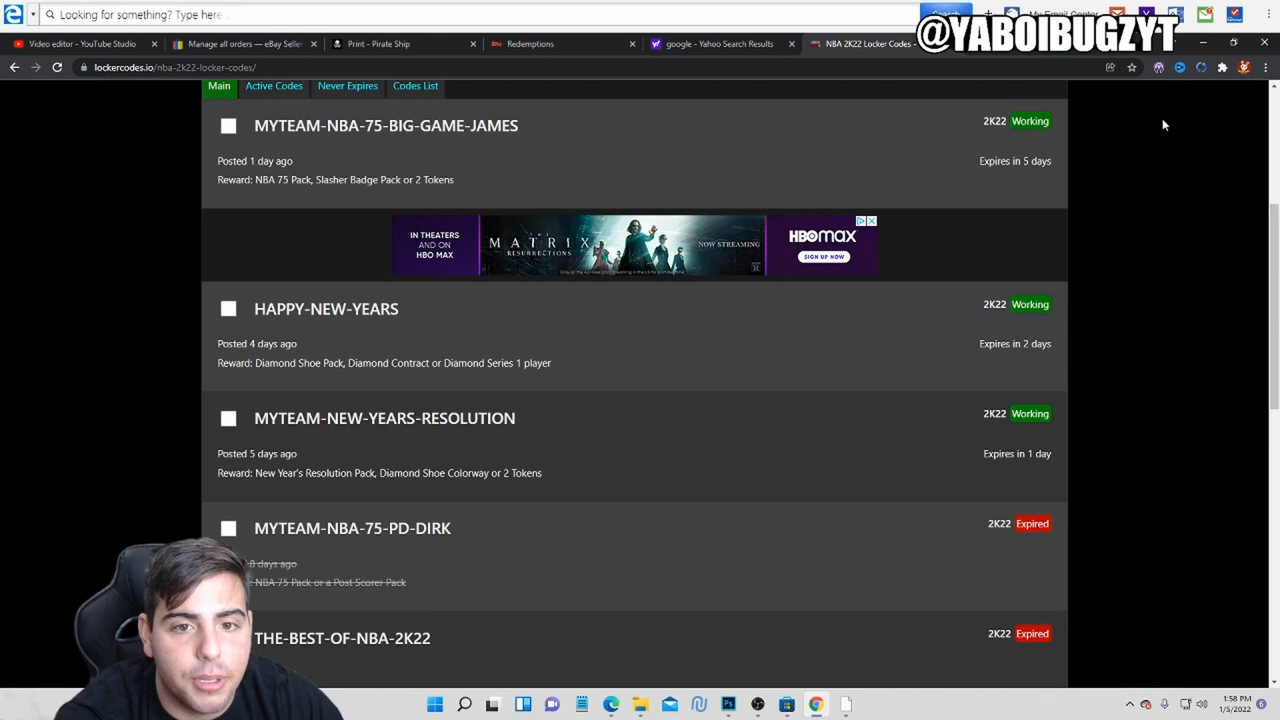 Looking for something? Type here...
Search
My Email Center
@YABOIBUGZYT
Video editor - YouTube Studio
Manage all orders — eBay Selle
Print - Pirate Ship
Redemptions
google - Yahoo Search Results
NBA 2K22 Locker Codes -
lockercodes.io/nba-2k22-locker-codes/
Main
Active Codes
Never Expires
Codes List
MYTEAM-NBA-75-BIG-GAME-JAMES
2K22 Working
Posted 1 day ago
Expires in 5 days
Reward: NBA 75 Pack, Slasher Badge Pack or 2 Tokens
IN THEATERS
AND ON
HBO MAX
THE
MATRIX
RESURRECTIONS
NOW STREAMING
HBOMAX
SIGN UP NOW
HAPPY-NEW-YEARS
2K22 Working
Posted 4 days ago
Expires in 2 days
Reward: Diamond Shoe Pack, Diamond Contract or Diamond Series 1 player
MYTEAM-NEW-YEARS-RESOLUTION
2K22 Working
Posted 5 days ago
Expires in 1 day
Reward: New Year's Resolution Pack, Diamond Shoe Colorway or 2 Tokens
MYTEAM-NBA-75-PD-DIRK
2K22 Expired
8 days ago
: NBA 75 Pack or a Post Scorer Pack
THE-BEST-OF-NBA-2K22
2K22 Expired
1:58 PM
1/5/2022